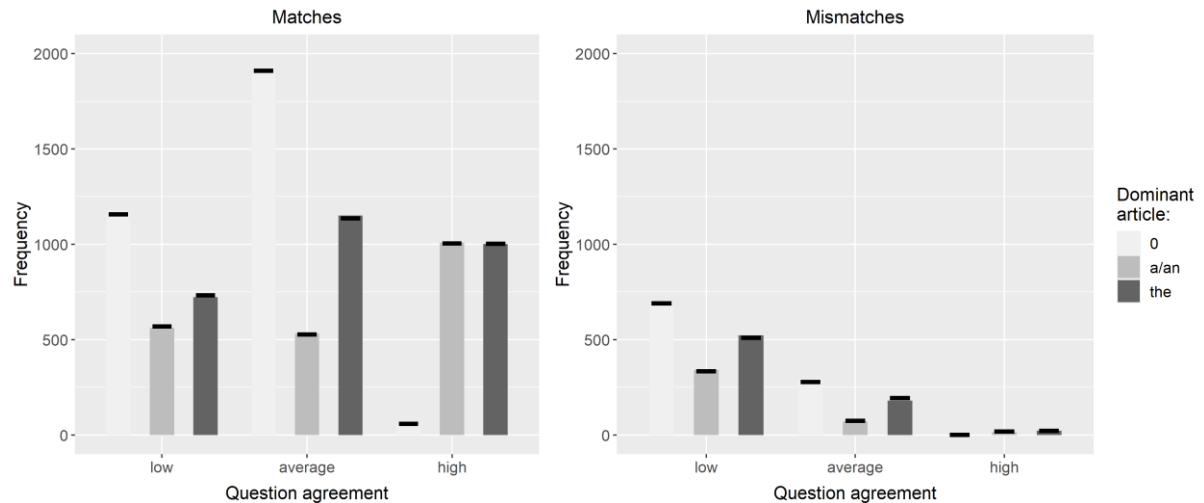 Matches
Mismatches
2000
1500
1000
500
0
Frequency
low
average
high
Question agreement
2000
1500
1000
500
0
Frequency
low
average
high
Question agreement
Dominant
article:
0
a/an
the